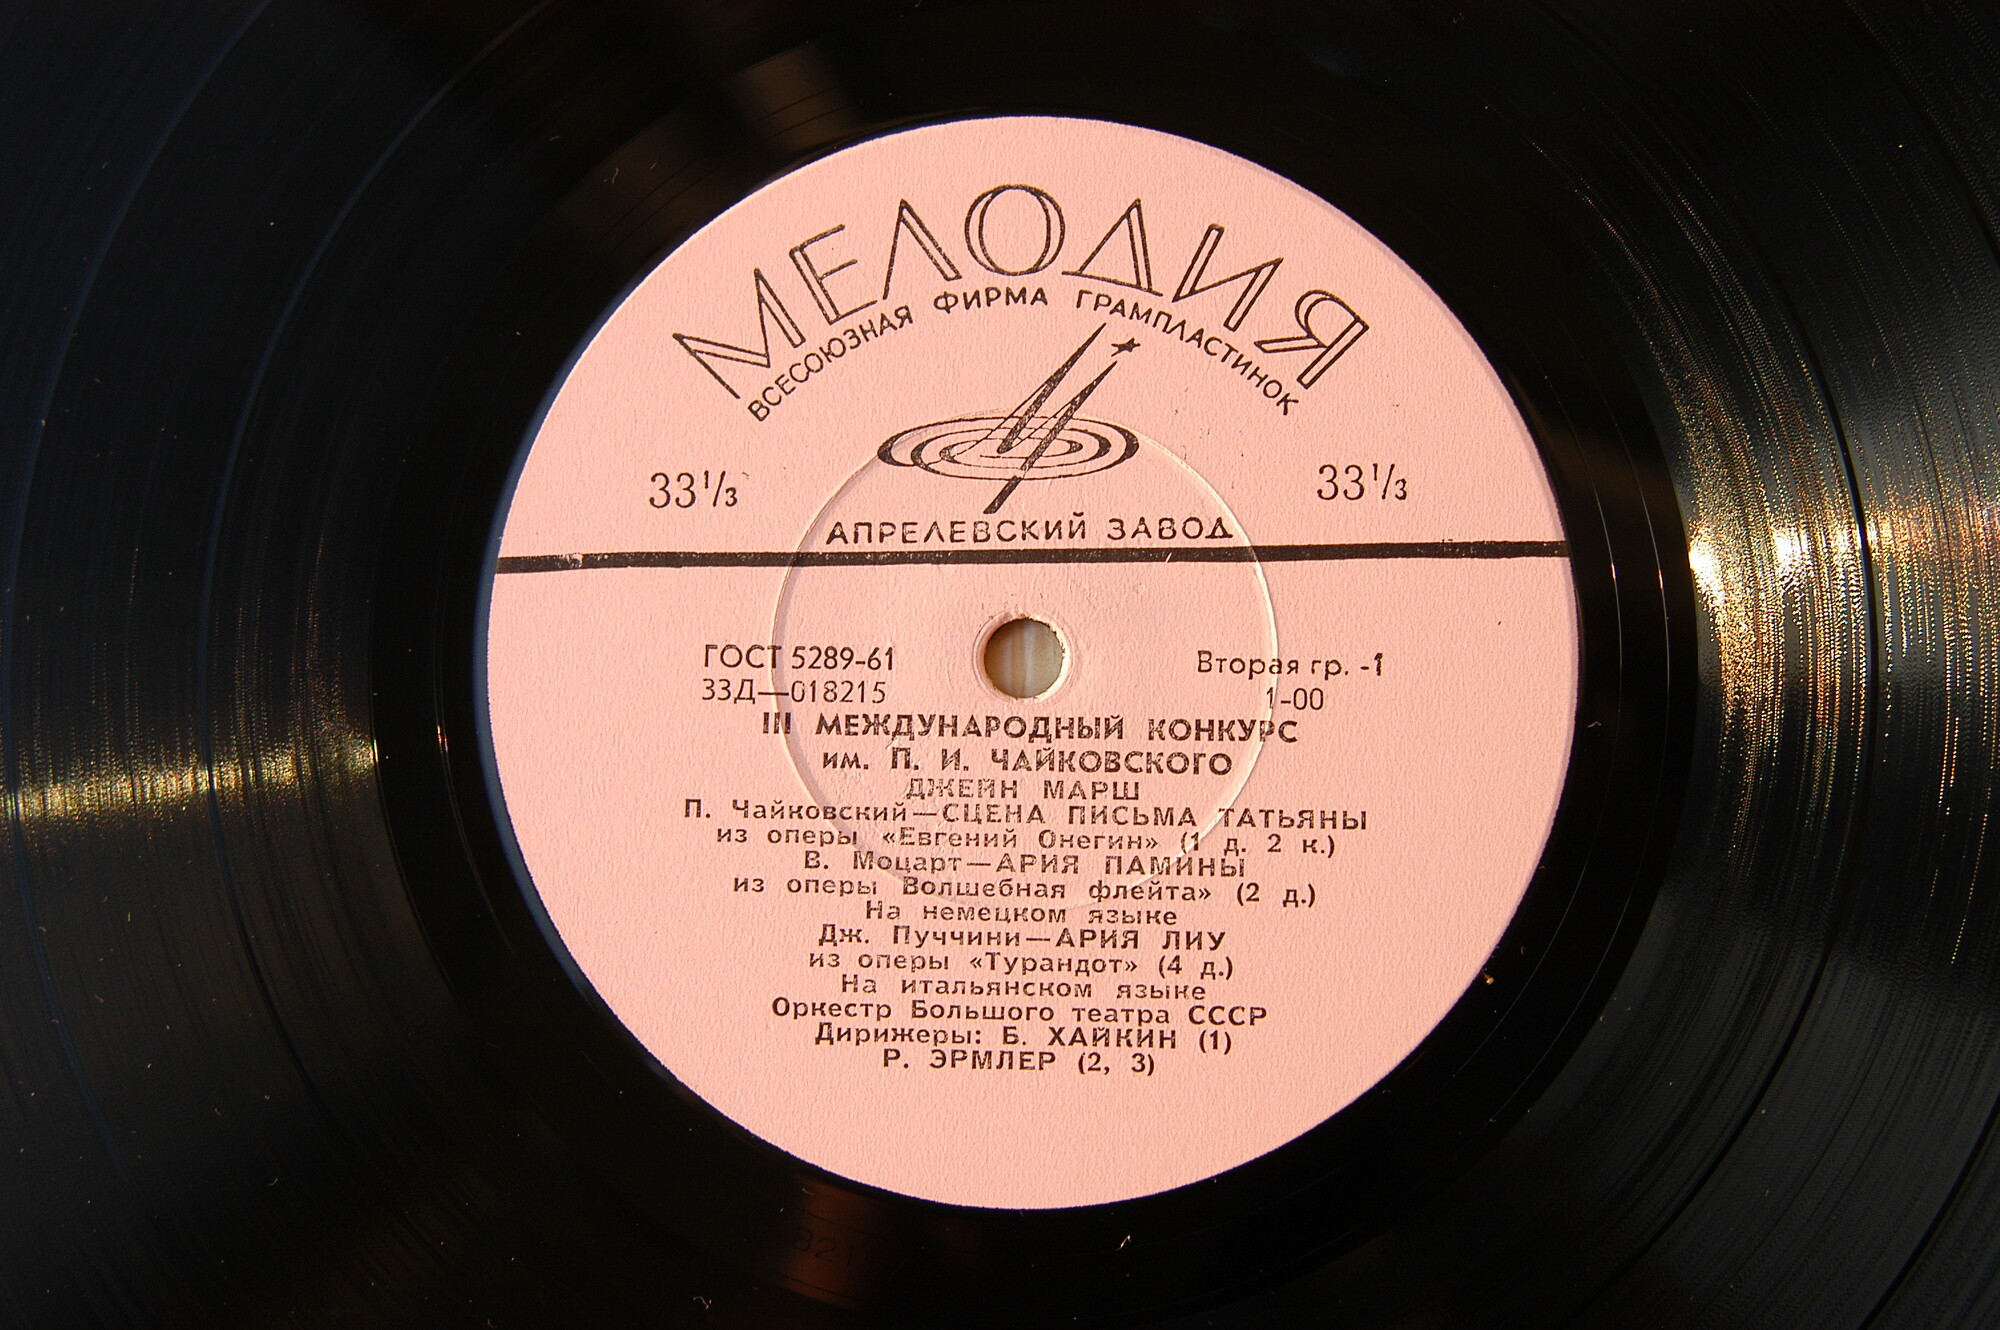 МЕЛОДИЯ
ВСЕСОЮЗНАЯ ФИРМА ГРАМПЛАСТИНОК
33 1/3 33 1/3
АПРЕЛЕВСКИЙ ЗАВОД
ГОСТ 5289-61 Вторая гр. -1
33Д—018215 1-00
III МЕЖДУНАРОДНЫЙ КОНКУРС
им. П. И. ЧАЙКОВСКОГО
ДЖЕЙН МАРШ
П. Чайковский—СЦЕНА ПИСЬМА ТАТЬЯНЫ
из оперы «Евгений Онегин» (1 д. 2 к.)
В. Моцарт—АРИЯ ПАМИНЫ
из оперы Волшебная флейта» (2 д.)
На немецком языке
Дж. Пуччини—АРИЯ ЛИУ
из оперы «Турандот» (4 д.)
На итальянском языке
Оркестр Большого театра СССР
Дирижеры: Б. ХАЙКИН (1)
Р. ЭРМЛЕР (2, 3)